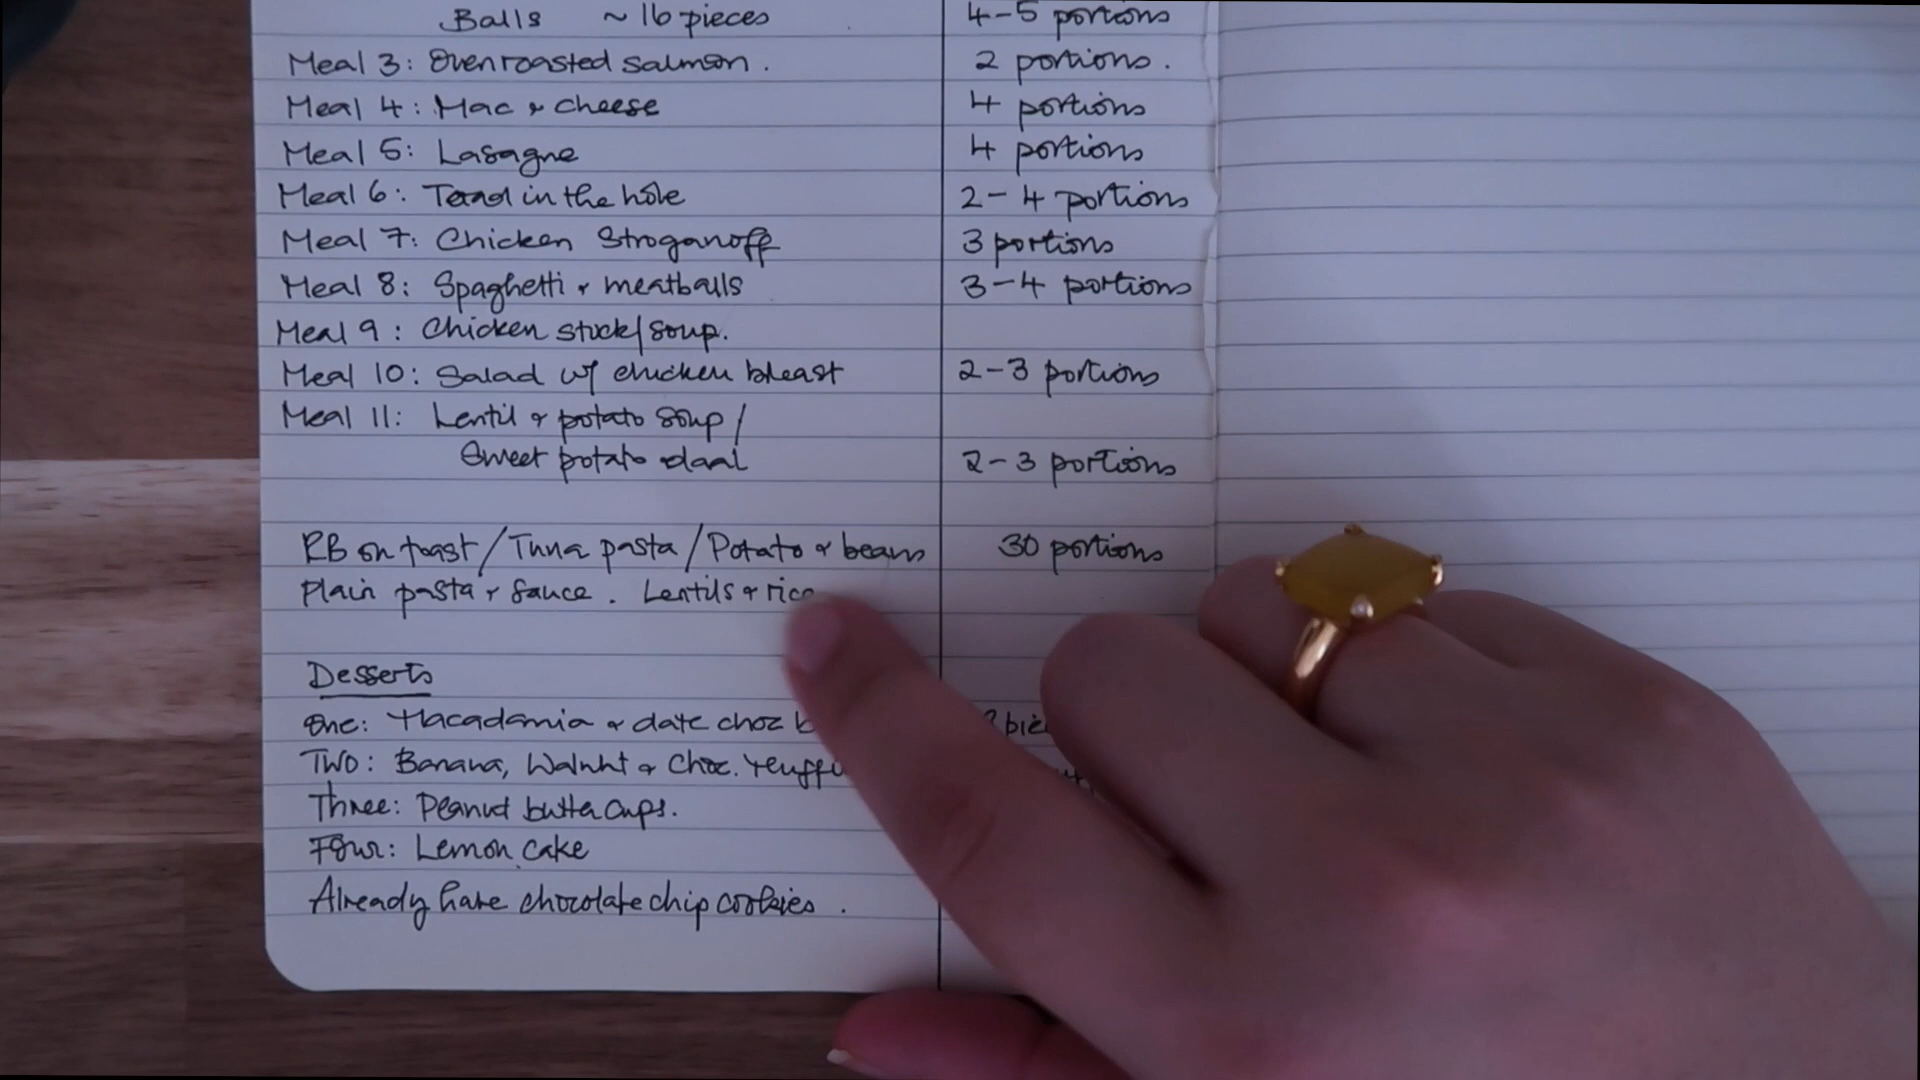 Balls ~ 16 pieces 4-5 portions
Meal 3: Oven roasted salmon. 2 portions.
Meal 4: Mac & cheese 4 portions
Meal 5: Lasagne 4 portions
Meal 6: Toad in the hole 2-4 portions
Meal 7: Chicken Stroganoff 3 portions
Meal 8: Spaghetti & meatballs 3-4 portions
Meal 9: Chicken stock/soup.
Meal 10: Salad w/ chicken breast 2-3 portions
Meal 11: Lentil & potato soup/
Sweet potato daal 2-3 portions
RB on toast/Tuna pasta/Potato & beans 30 portions
Plain pasta & sauce. Lentils & rice
Desserts
One: Macadamia & date choz
Two: Banana, Walnut & Choc.
Three: Peanut butter cups.
Four: Lemon cake
Already have chocolate chip cookies.